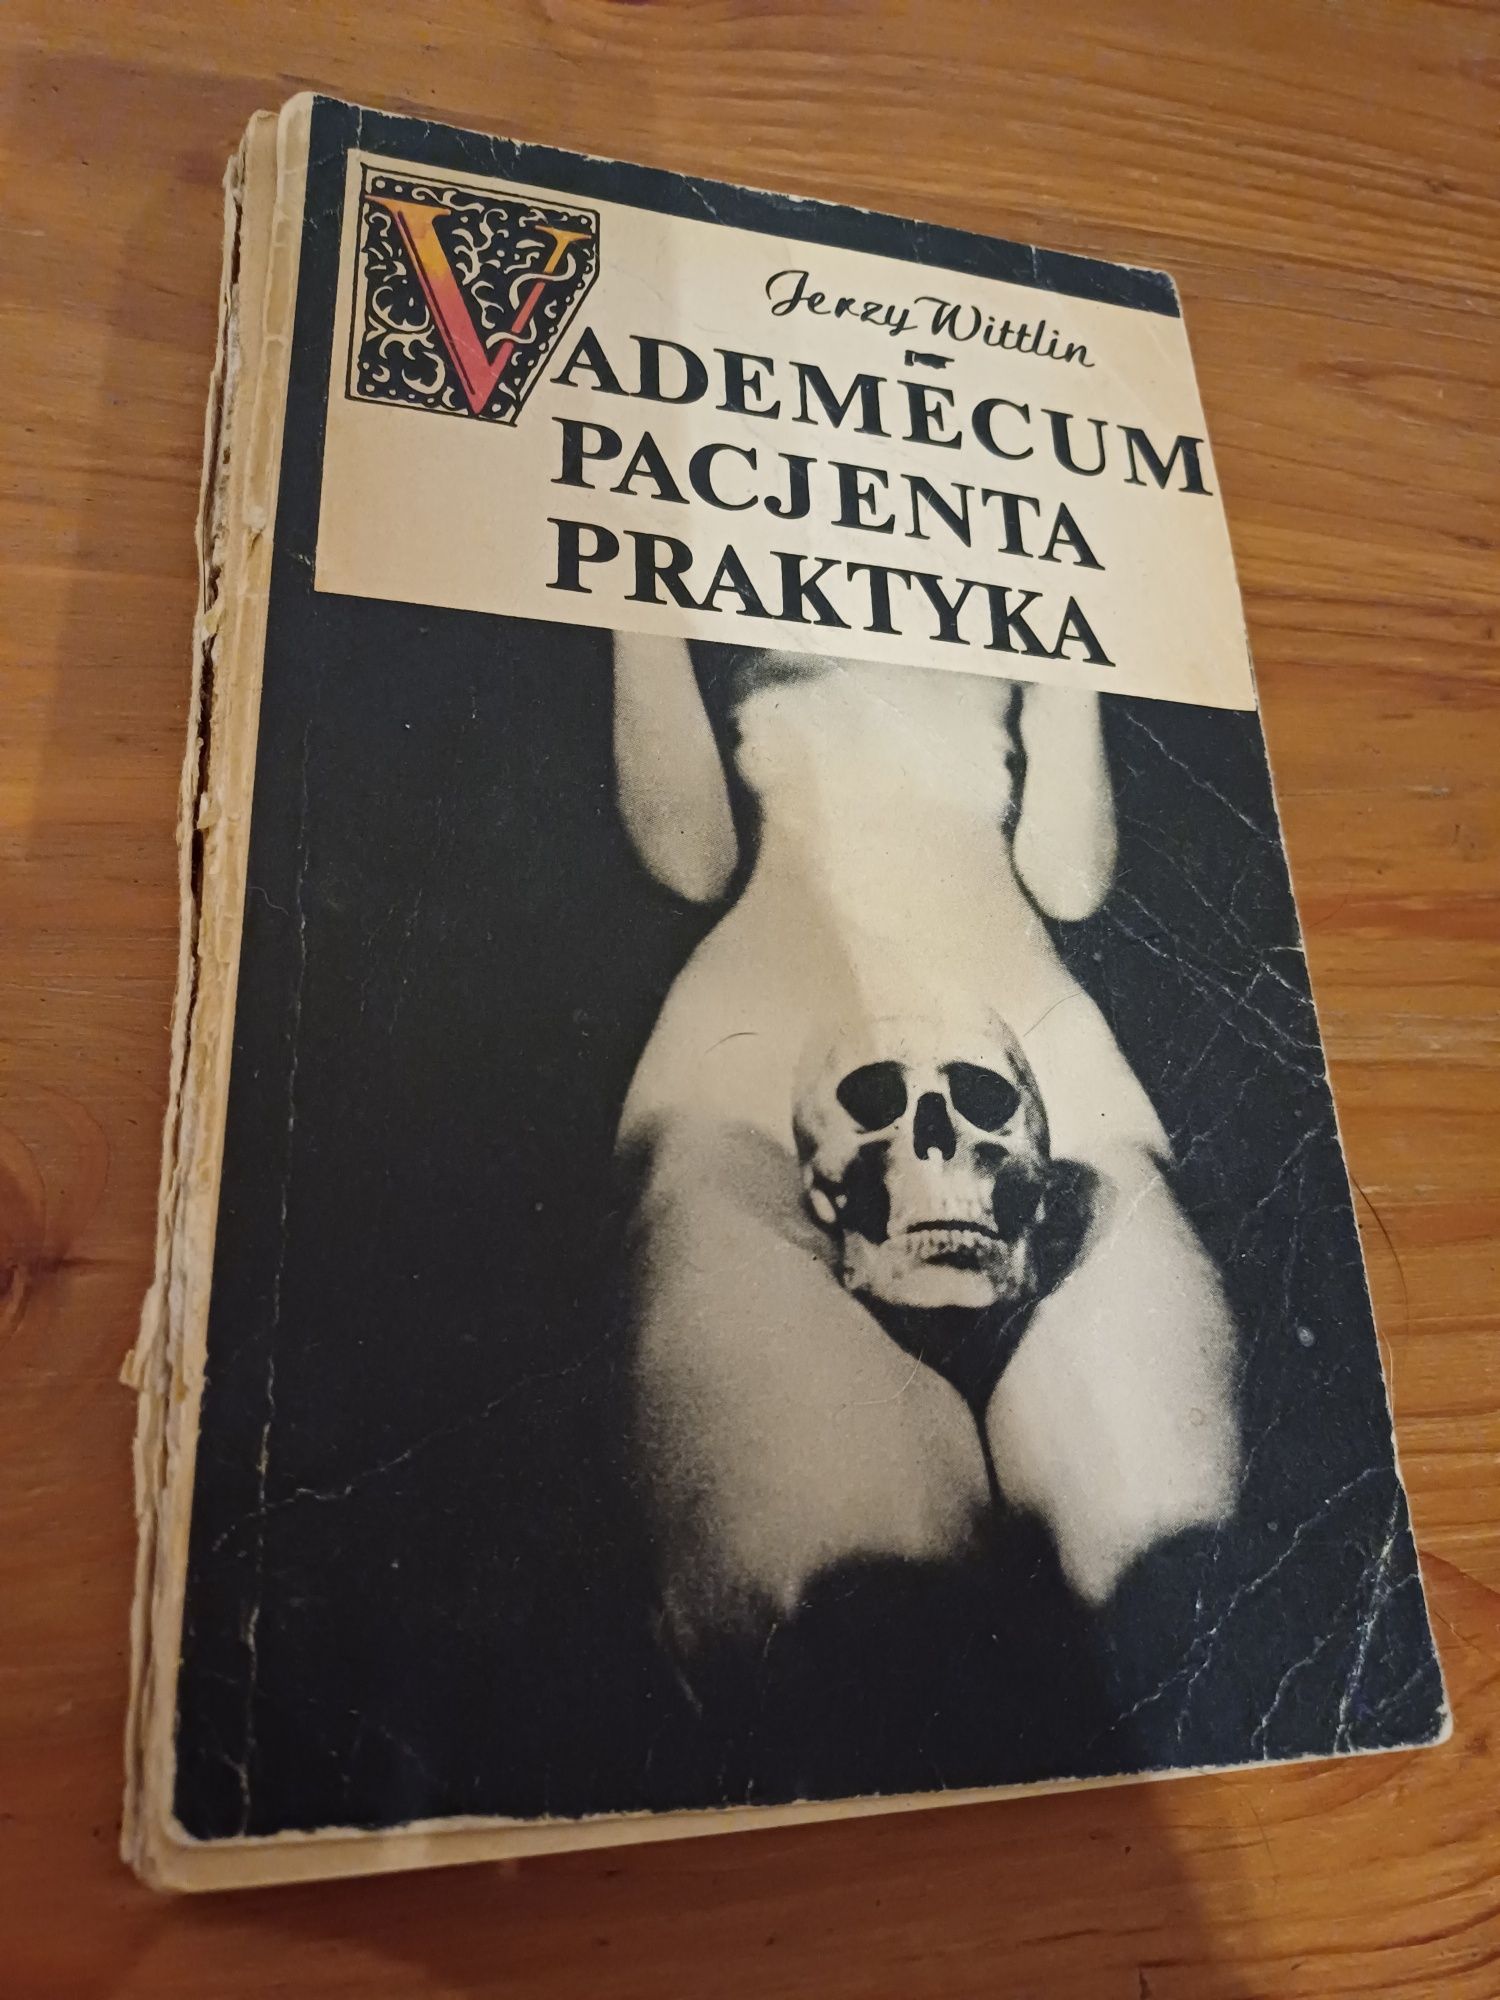 Jerzy Wittlin
VADEMECUM
PACJENTA
PRAKTYKA